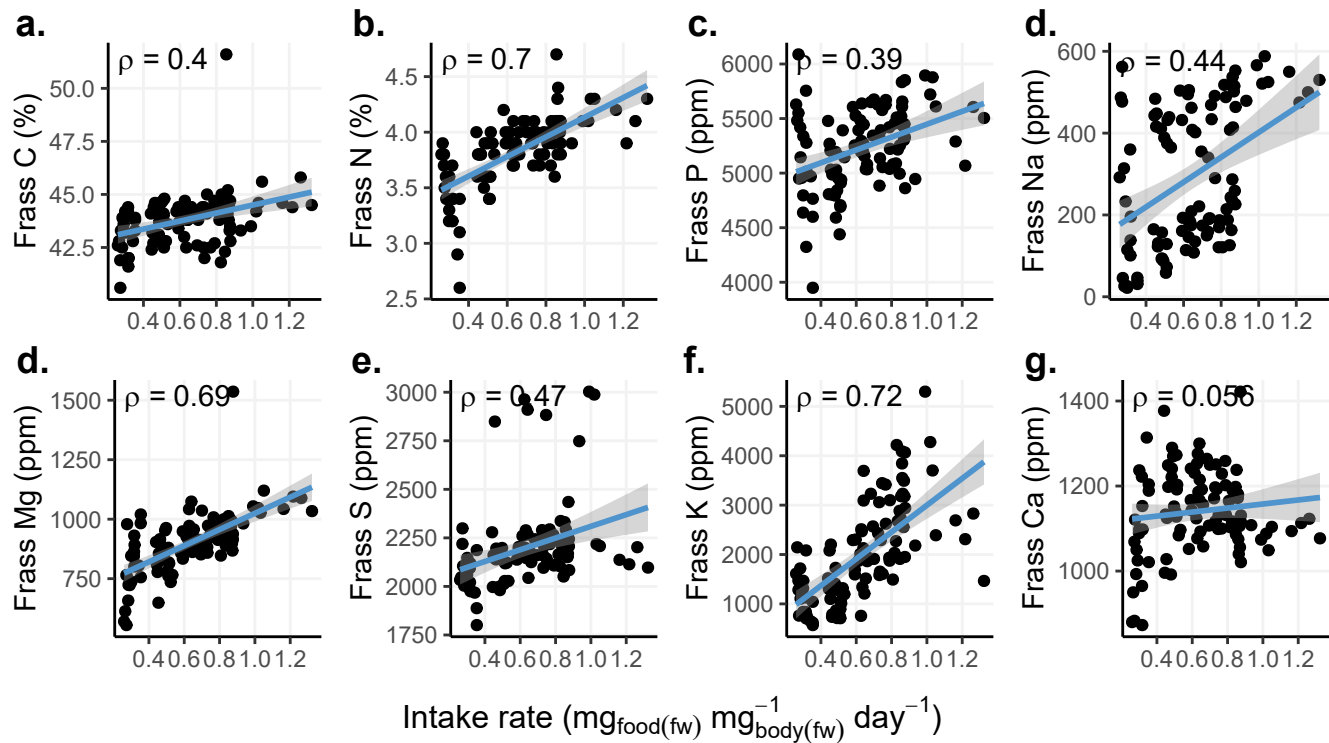 a.
ρ = 0.4
Frass C (%)
50.0
47.5
45.0
42.5
0.4 0.6 0.8 1.0 1.2
b.
ρ = 0.7
Frass N (%)
4.5
4.0
3.5
3.0
2.5
0.4 0.6 0.8 1.0 1.2
c.
ρ = 0.39
Frass P (ppm)
6000
5500
5000
4500
4000
0.4 0.6 0.8 1.0 1.2
d.
ρ = 0.44
Frass Na (ppm)
600
400
200
0
0.4 0.6 0.8 1.0 1.2
d.
ρ = 0.69
Frass Mg (ppm)
1500
1250
1000
750
0.4 0.6 0.8 1.0 1.2
e.
ρ = 0.47
Frass S (ppm)
3000
2750
2500
2250
2000
1750
0.4 0.6 0.8 1.0 1.2
f.
ρ = 0.72
Frass K (ppm)
5000
4000
3000
2000
1000
0.4 0.6 0.8 1.0 1.2
g.
ρ = 0.056
Frass Ca (ppm)
1400
1200
1000
0.4 0.6 0.8 1.0 1.2
Intake rate (mg_food(fw) mg_body(fw)^−1 day^−1)